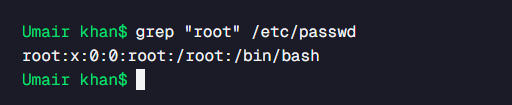 Umair khan$ grep "root" /etc/passwd
root:x:0:0:root:/root:/bin/bash
Umair khan$